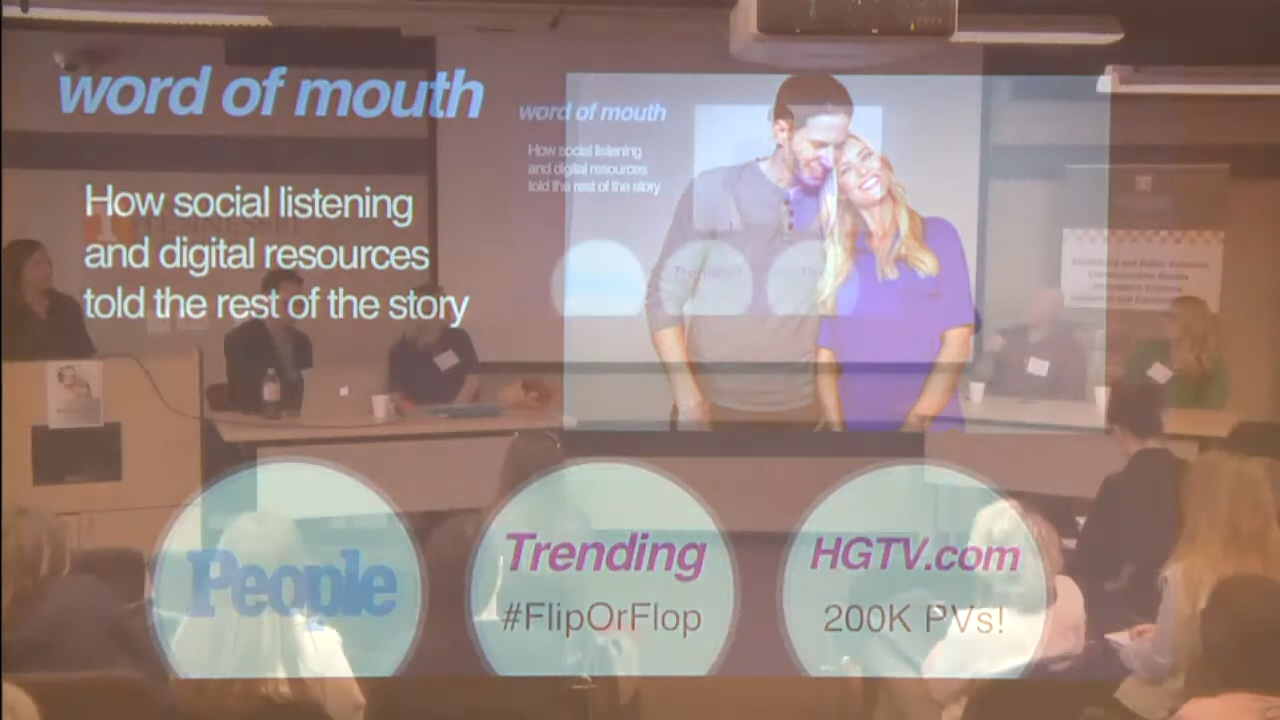 word of mouth
How social listening
and digital resources
told the rest of the story
word of mouth
How social listening
and digital resources
told the rest of the story
Trending
People
Trending
#FlipOrFlop
HGTV.com
200K PVs!